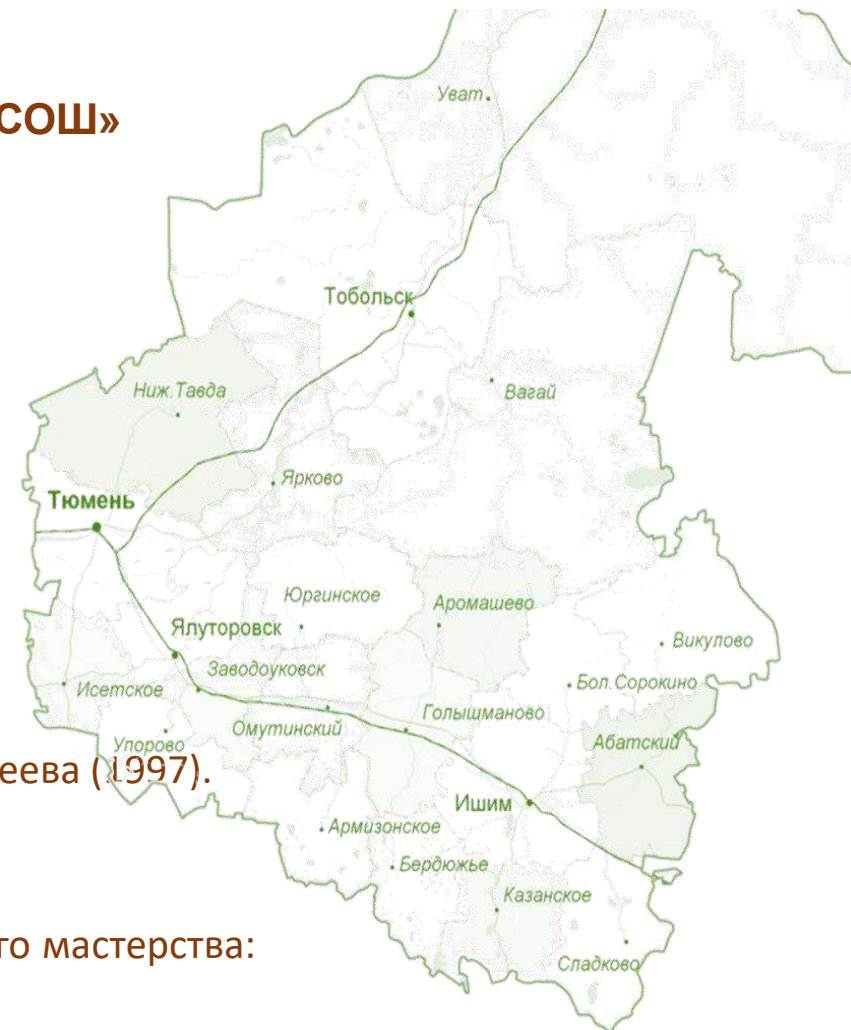 СОШ»
Уват
Тобольск
Ниж.Тавда
Вагай
Ярково
Тюмень
Юргинское
Аромашево
Ялуторовск
Викулово
Заводоуковск
Исетское
Бол.Сорокино
Омутинский
Голышманово
Упорово
Абатский
еева (1997).
Ишим
Армизонское
Бердюжье
Казанское
го мастерства:
Сладково